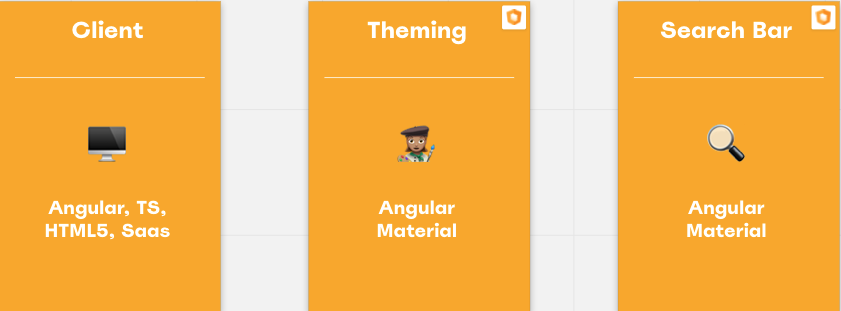 Client
Angular, TS,
HTML5, Saas
Theming
Angular
Material
Search Bar
Angular
Material